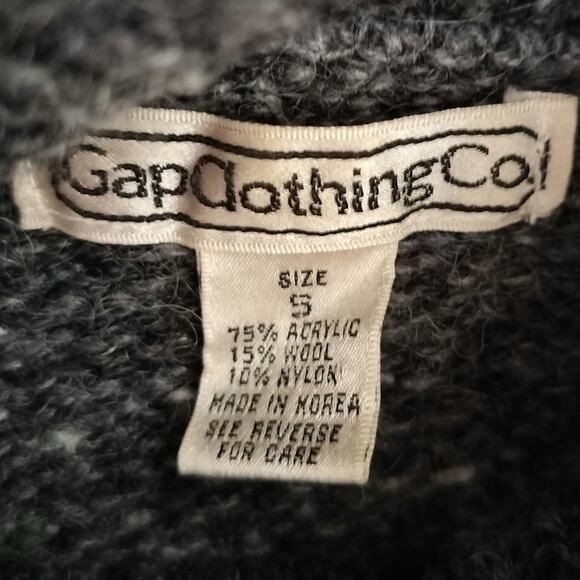 GapClothingCo.
SIZE
S
75% ACRYLIC
15% WOOL
10% NYLON
MADE IN KOREA
SEE REVERSE
FOR CARE